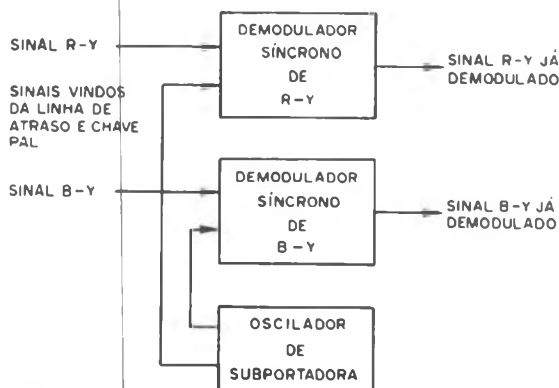 SINAL R-Y
SINAIS VINDOS
DA LINHA DE
ATRASO E CHAVE
PAL
SINAL B-Y
DEMODULADOR
SÍNCRONO
DE
R-Y
SINAL R-Y JÁ
DEMODULADO
DEMODULADOR
SÍNCRONO
DE
B-Y
SINAL B-Y JÁ
DEMODULADO
OSCILADOR
DE
SUBPORTADORA